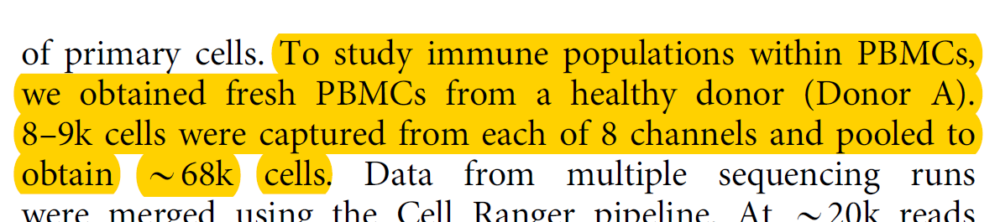 of primary cells. To study immune populations within PBMCs,
we obtained fresh PBMCs from a healthy donor (Donor A).
8–9k cells were captured from each of 8 channels and pooled to
obtain ∼68k cells. Data from multiple sequencing runs
were merged using the Cell Ranger pipeline. At ∼20k reads